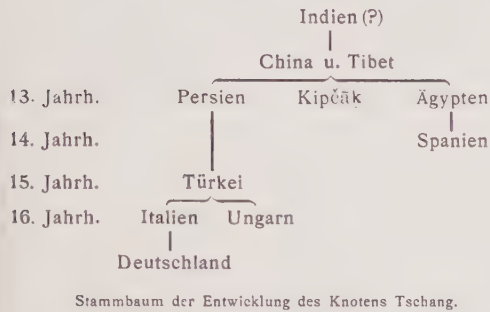 Indien (?)
China u. Tibet
13. Jahrh. Persien Kipčāk Ägypten
14. Jahrh. Spanien
15. Jahrh. Türkei
16. Jahrh. Italien Ungarn
Deutschland
Stammbaum der Entwicklung des Knotens Tschang.